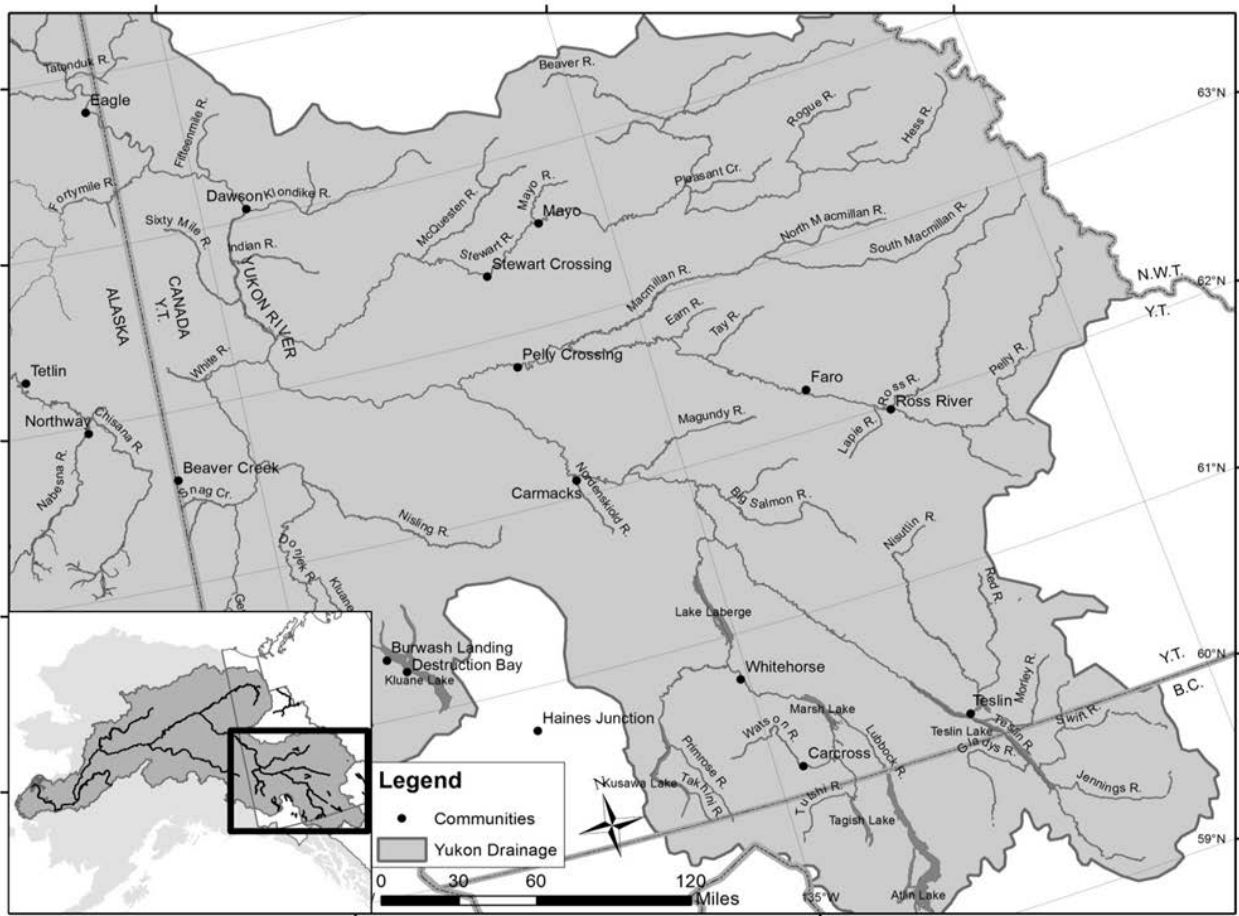 Tatonduk R.
Eagle
Fifteenmile R.
Fortymile R.
Dawson
Klondike R.
Sixty Mile R.
Indian R.
YUKON RIVER
ALASKA
CANADA
Y.T.
Beaver R.
Rogue R.
Hess R.
Pleasant Cr.
McQuesten R.
Mayo R.
Mayo
Stewart R.
Stewart Crossing
North Macmillan R.
South Macmillan R.
Macmillan R.
63°N
62°N
N.W.T.
Y.T.
Earn R.
Tay R.
Pelly Crossing
White R.
Tetlin
Northway
Chisana R.
Nabesna R.
Beaver Creek
Snag Cr.
Faro
Ross R.
Ross River
Pelly R.
Lapie R.
Magundy R.
Carmacks
Nordenskiold R.
Big Salmon R.
Nisling R.
Donjek R.
Kluane
Ge
61°N
Nisutlin R.
Red R.
Lake Laberge
Whitehorse
Burwash Landing
Destruction Bay
Kluane Lake
Haines Junction
Marsh Lake
Watson R.
Lubbock R.
Carcross
Primrose R.
Takhini R.
Kusawa Lake
Tutshi R.
Tagish Lake
Atlin Lake
Teslin
Teslin Lake
Teslin R.
Gladys R.
Morley R.
Swift R.
Jennings R.
60°N
Y.T.
B.C.
59°N
135°W
Legend
Communities
Yukon Drainage
N
0 30 60 120
Miles